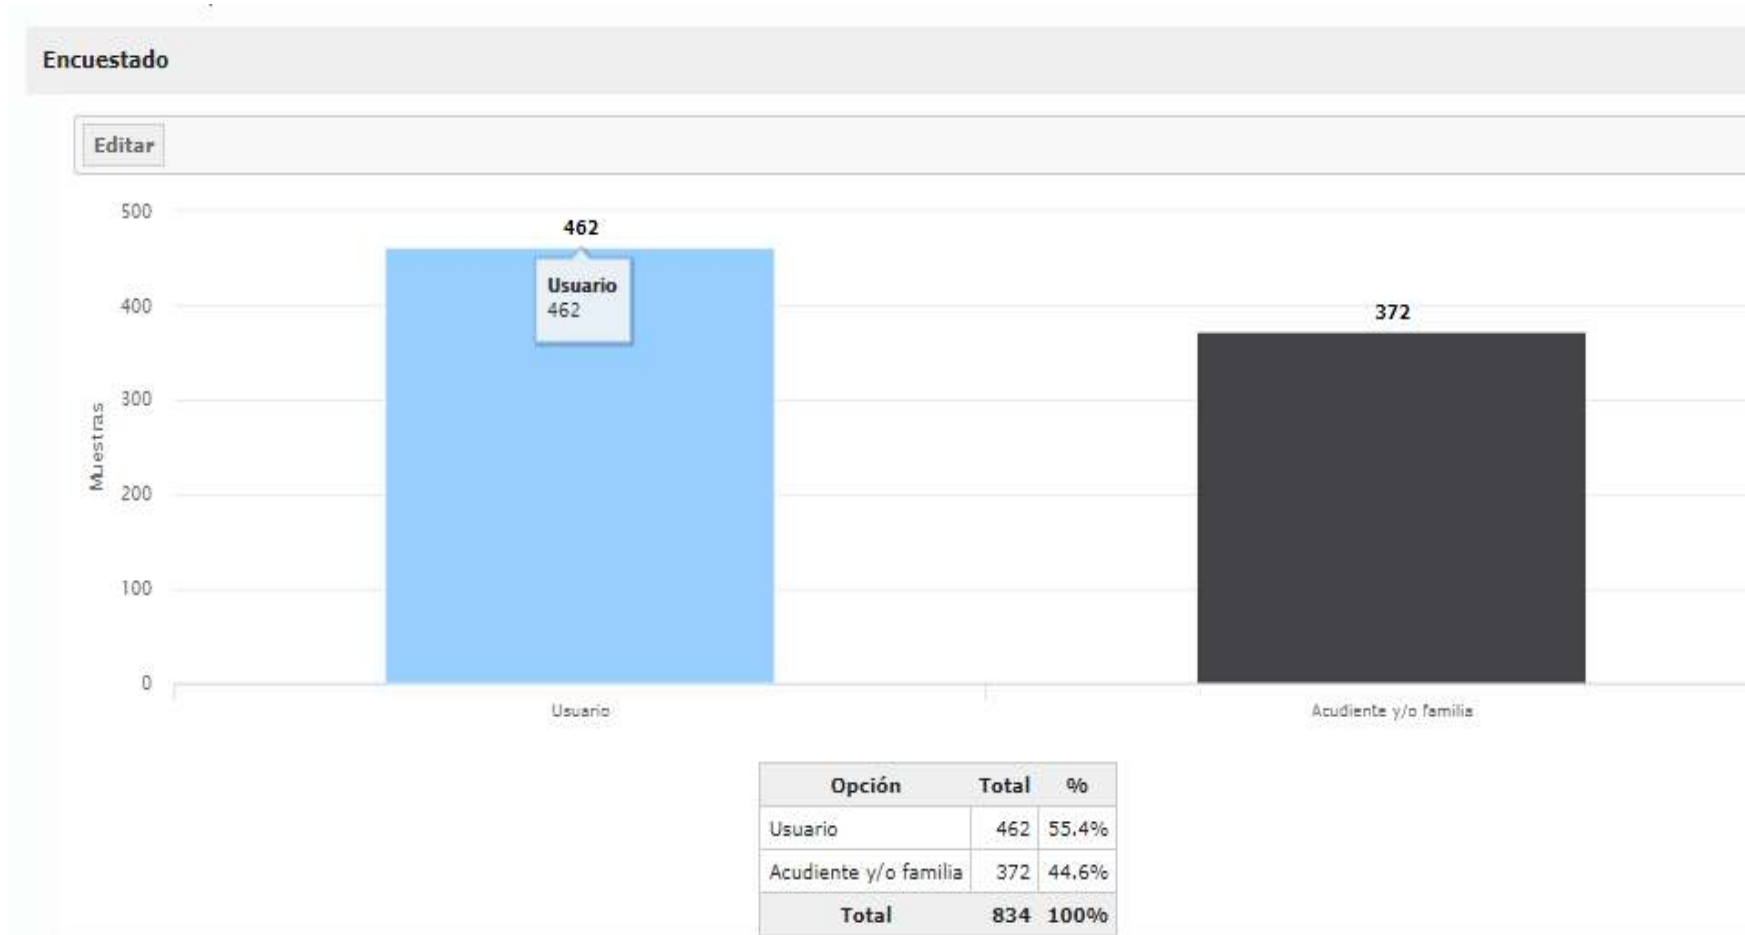 Encuestado
Editar
500
462
Usuario
462
400
372
300
Muestras
200
100
0
Usuario
Acudiente y/o familia
Opción Total %
Usuario 462 55.4%
Acudiente y/o familia 372 44.6%
Total 834 100%